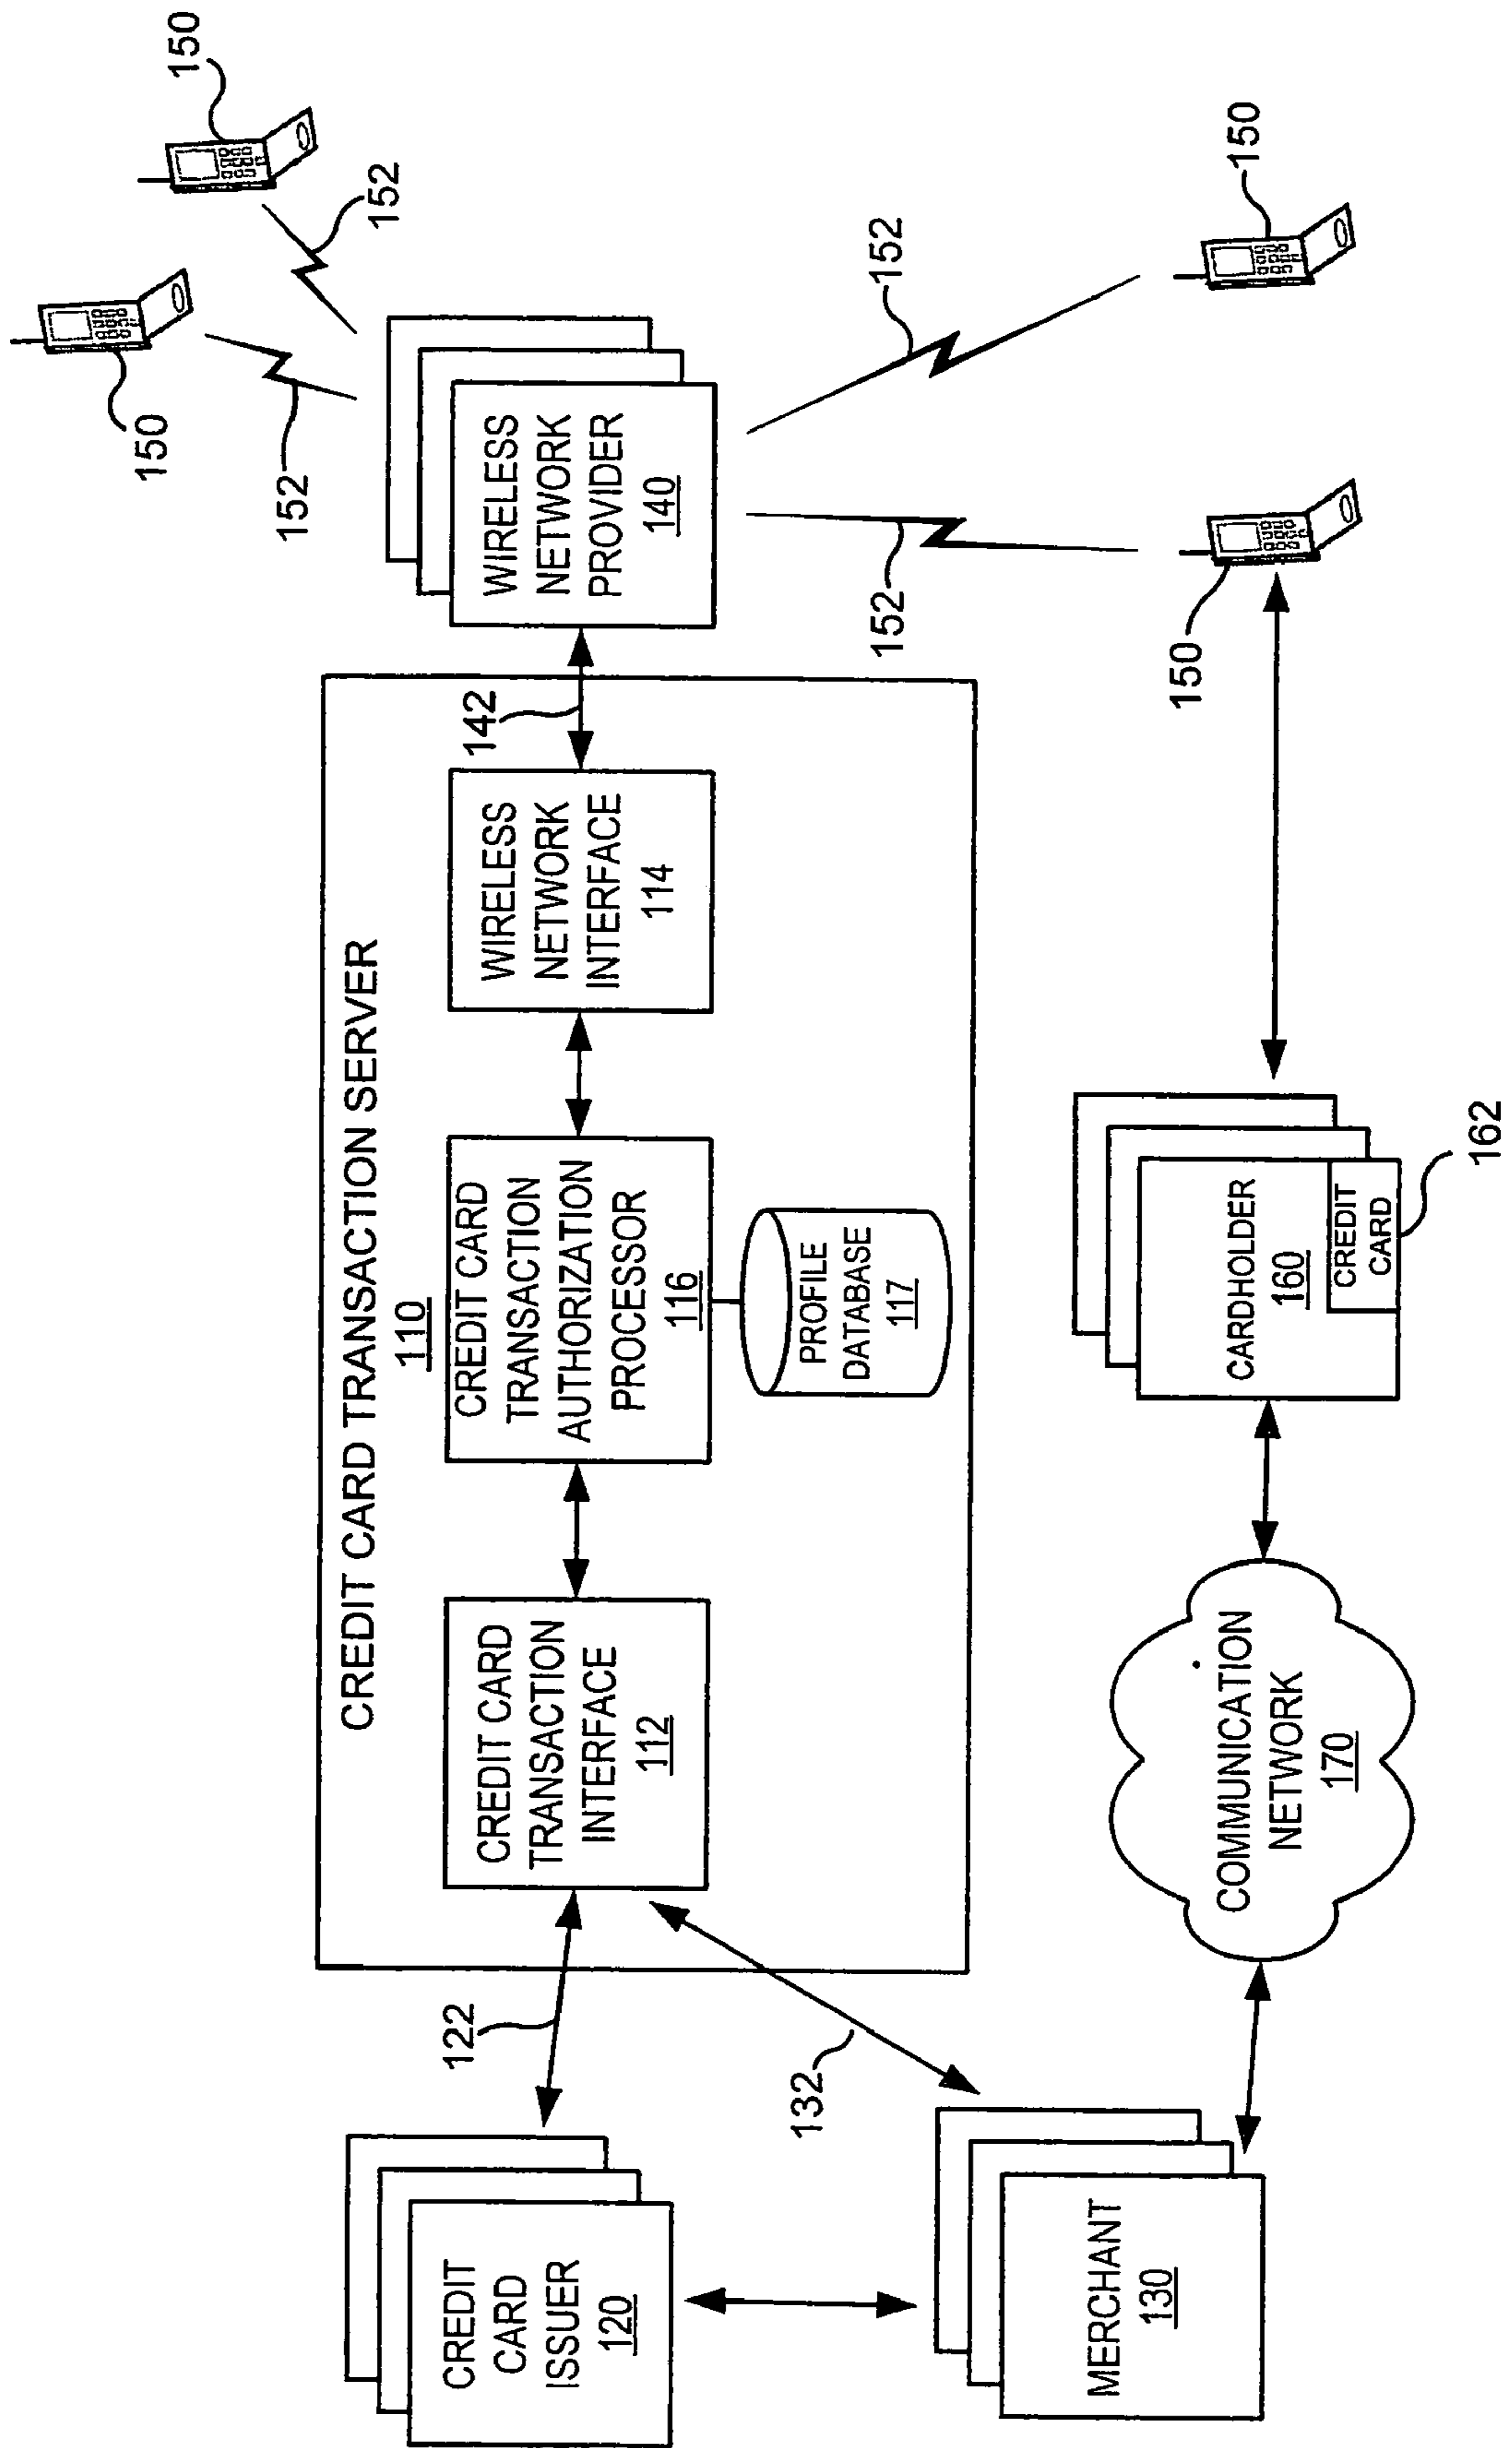 CREDIT CARD TRANSACTION SERVER
110
CREDIT CARD
TRANSACTION
INTERFACE
112
CREDIT CARD
TRANSACTION
AUTHORIZATION
PROCESSOR
116
PROFILE
DATABASE
117
WIRELESS
NETWORK
INTERFACE
114
142
WIRELESS
NETWORK
PROVIDER
140
150
152
150
152
152
150
152
150
CREDIT
CARD
ISSUER
120
122
132
MERCHANT
130
COMMUNICATION
NETWORK
170
CARDHOLDER
160
CREDIT
CARD
162